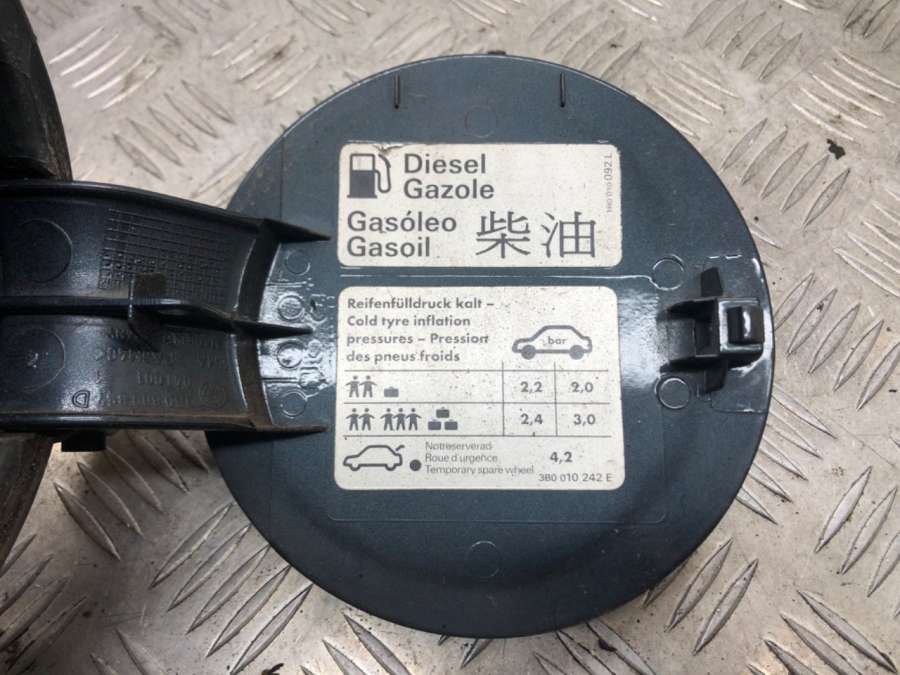 Diesel
Gazole
Gasóleo
Gasoil
柴油
1H0 010 092 L
Reifenfülldruck kalt –
Cold tyre inflation
pressures – Pression
des pneus froids
bar
2,2 2,0
2,4 3,0
Notreserverad
Roue d'urgence 4,2
Temporary spare wheel
3B0 010 242 E